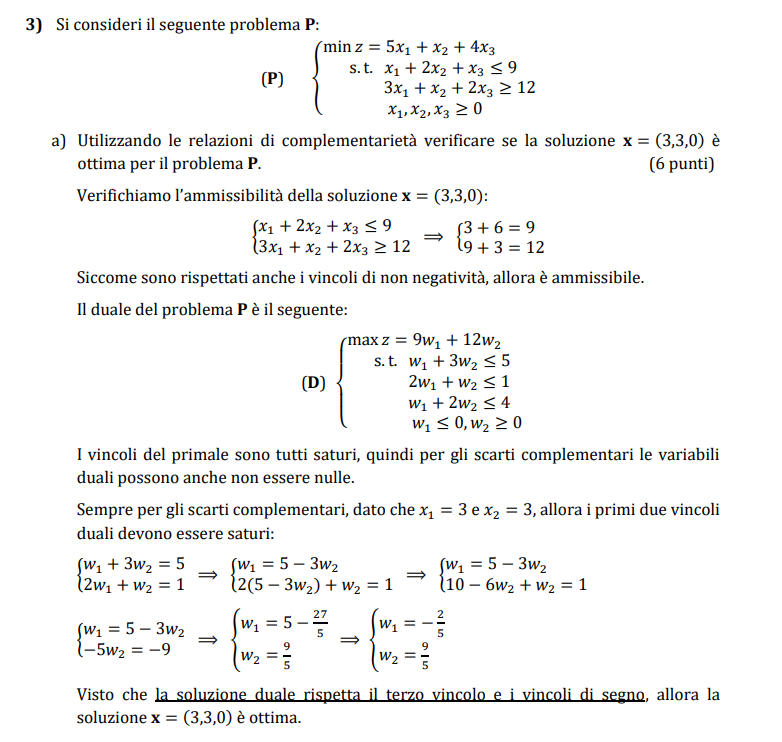 3) Si consideri il seguente problema P:
(P) { min z = 5x₁ + x₂ + 4x₃
s.t. x₁ + 2x₂ + x₃ ≤ 9
3x₁ + x₂ + 2x₃ ≥ 12
x₁, x₂, x₃ ≥ 0
a) Utilizzando le relazioni di complementarietà verificare se la soluzione x = (3,3,0) è
ottima per il problema P. (6 punti)
Verifichiamo l'ammissibilità della soluzione x = (3,3,0):
{ x₁ + 2x₂ + x₃ ≤ 9 ⟹ { 3 + 6 = 9
{ 3x₁ + x₂ + 2x₃ ≥ 12 { 9 + 3 = 12
Siccome sono rispettati anche i vincoli di non negatività, allora è ammissibile.
Il duale del problema P è il seguente:
(D) { max z = 9w₁ + 12w₂
s.t. w₁ + 3w₂ ≤ 5
2w₁ + w₂ ≤ 1
w₁ + 2w₂ ≤ 4
w₁ ≤ 0, w₂ ≥ 0
I vincoli del primale sono tutti saturi, quindi per gli scarti complementari le variabili
duali possono anche non essere nulle.
Sempre per gli scarti complementari, dato che x₁ = 3 e x₂ = 3, allora i primi due vincoli
duali devono essere saturi:
{ w₁ + 3w₂ = 5 ⟹ { w₁ = 5 − 3w₂ ⟹ { w₁ = 5 − 3w₂
{ 2w₁ + w₂ = 1 { 2(5 − 3w₂) + w₂ = 1 { 10 − 6w₂ + w₂ = 1
{ w₁ = 5 − 3w₂ ⟹ { w₁ = 5 − 27/5 ⟹ { w₁ = − 2/5
{ −5w₂ = −9 { w₂ = 9/5 { w₂ = 9/5
Visto che la soluzione duale rispetta il terzo vincolo e i vincoli di segno, allora la
soluzione x = (3,3,0) è ottima.